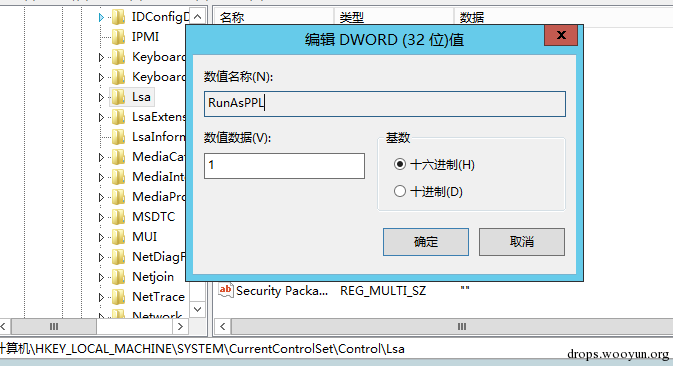 IDConfigD
IPMI
Keyboard
Keyboard
Lsa
LsaExtens
LsaInform
MediaCat
MediaInte
MediaPro
MSDTC
MUI
NetDiagF
Netjoin
NetTrace
Network
名称 类型 数据
编辑 DWORD (32 位)值
x
数值名称(N):
RunAsPPL
数值数据(V):
1
基数
十六进制(H)
十进制(D)
确定
取消
ab Security Packa... REG_MULTI_SZ ""
计算机\HKEY_LOCAL_MACHINE\SYSTEM\CurrentControlSet\Control\Lsa
drops.wooyun.org